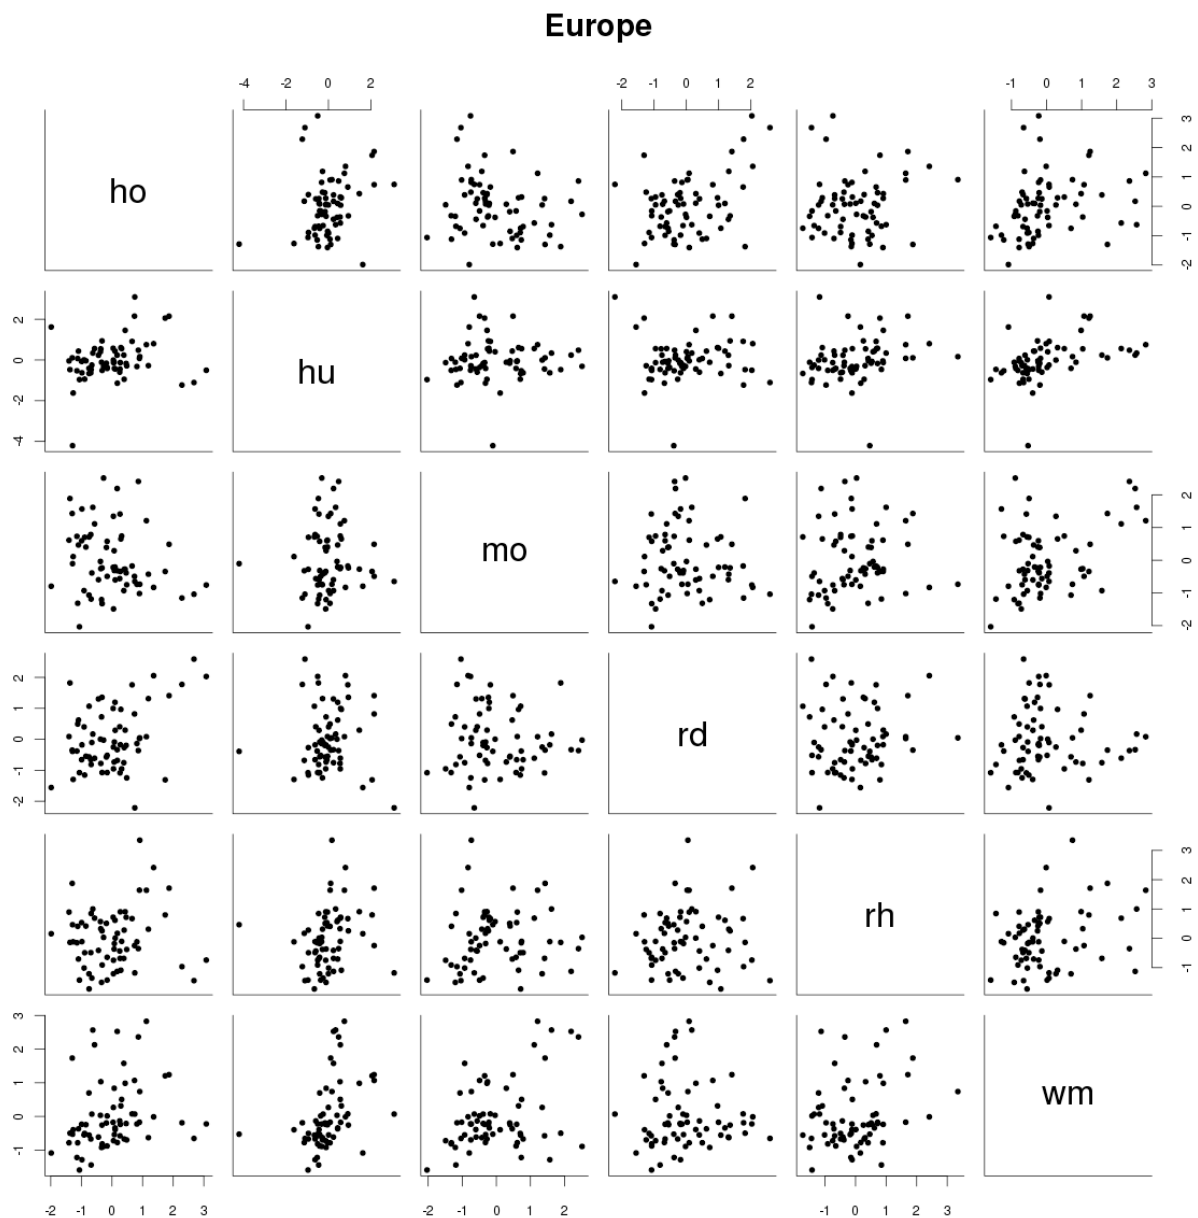 Europe
-4 -2 0 2
-2 -1 0 1 2
-1 0 1 2 3
ho
3 2 1 0 -1 -2
2 0 -2 -4
hu
mo
2 1 0 -1 -2
2 1 0 -1 -2
rd
rh
3 2 1 0 -1
3 2 1 0 -1
wm
-2 -1 0 1 2 3
-2 -1 0 1 2
-1 0 1 2 3